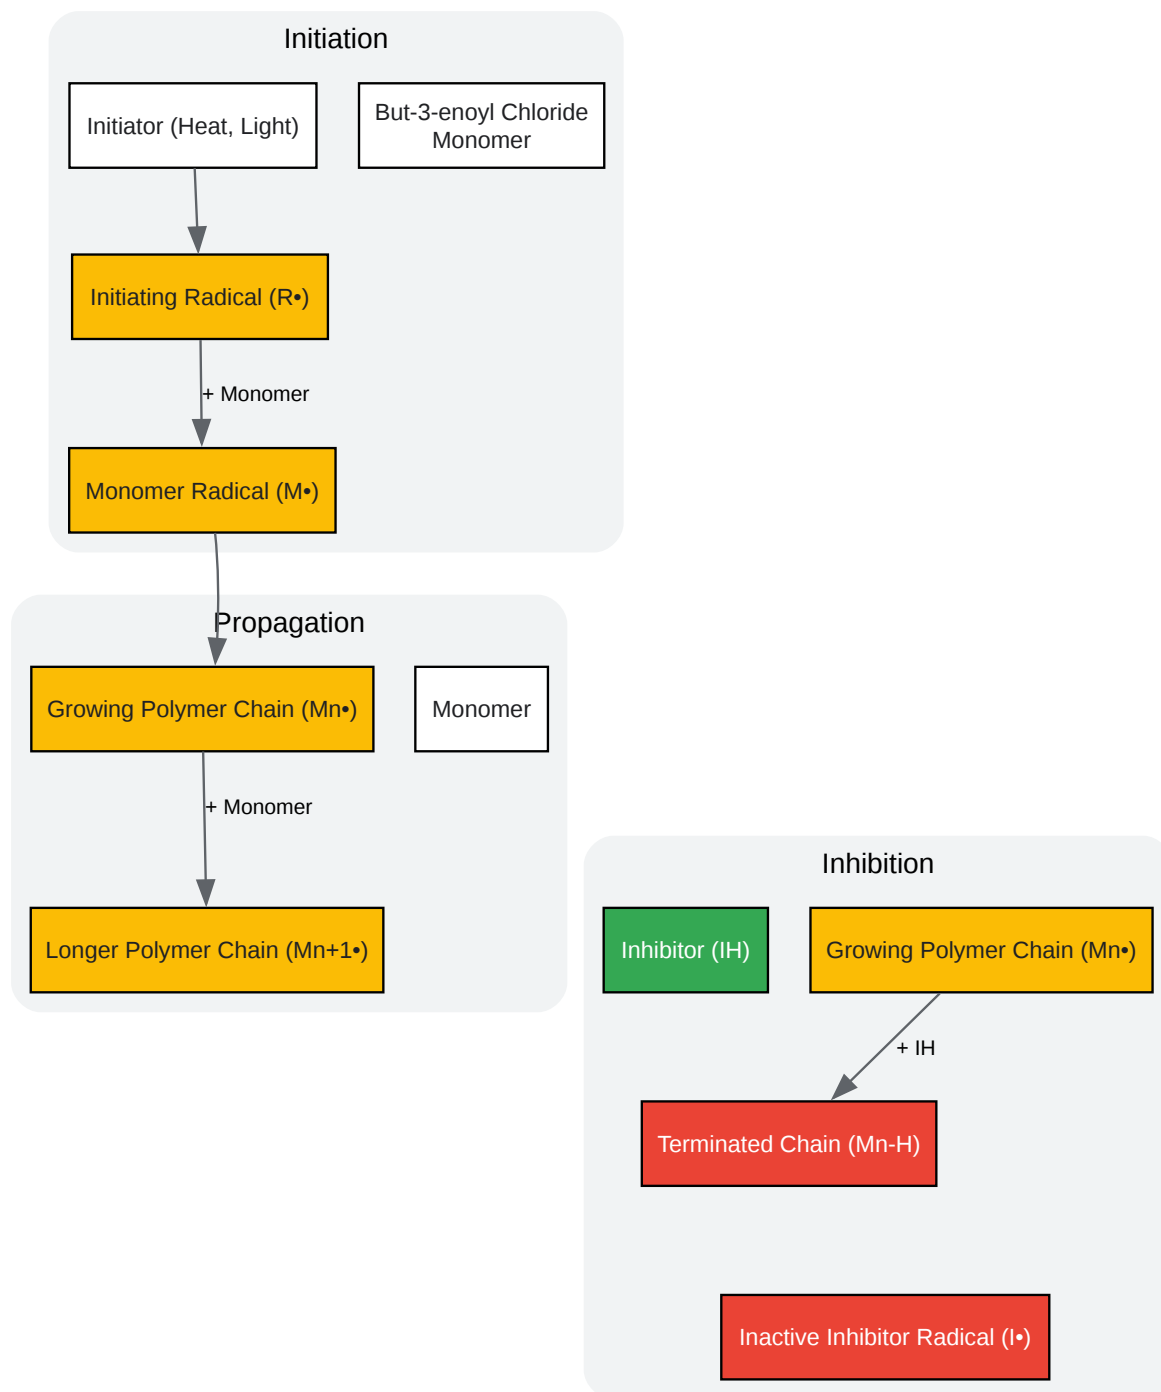 Initiation
Initiator (Heat, Light)
But-3-enoyl Chloride
Monomer
Initiating Radical (R•)
+ Monomer
Monomer Radical (M•)
Propagation
Growing Polymer Chain (Mn•)
Monomer
+ Monomer
Longer Polymer Chain (Mn+1•)
Inhibition
Inhibitor (IH)
Growing Polymer Chain (Mn•)
+ IH
Terminated Chain (Mn-H)
Inactive Inhibitor Radical (I•)